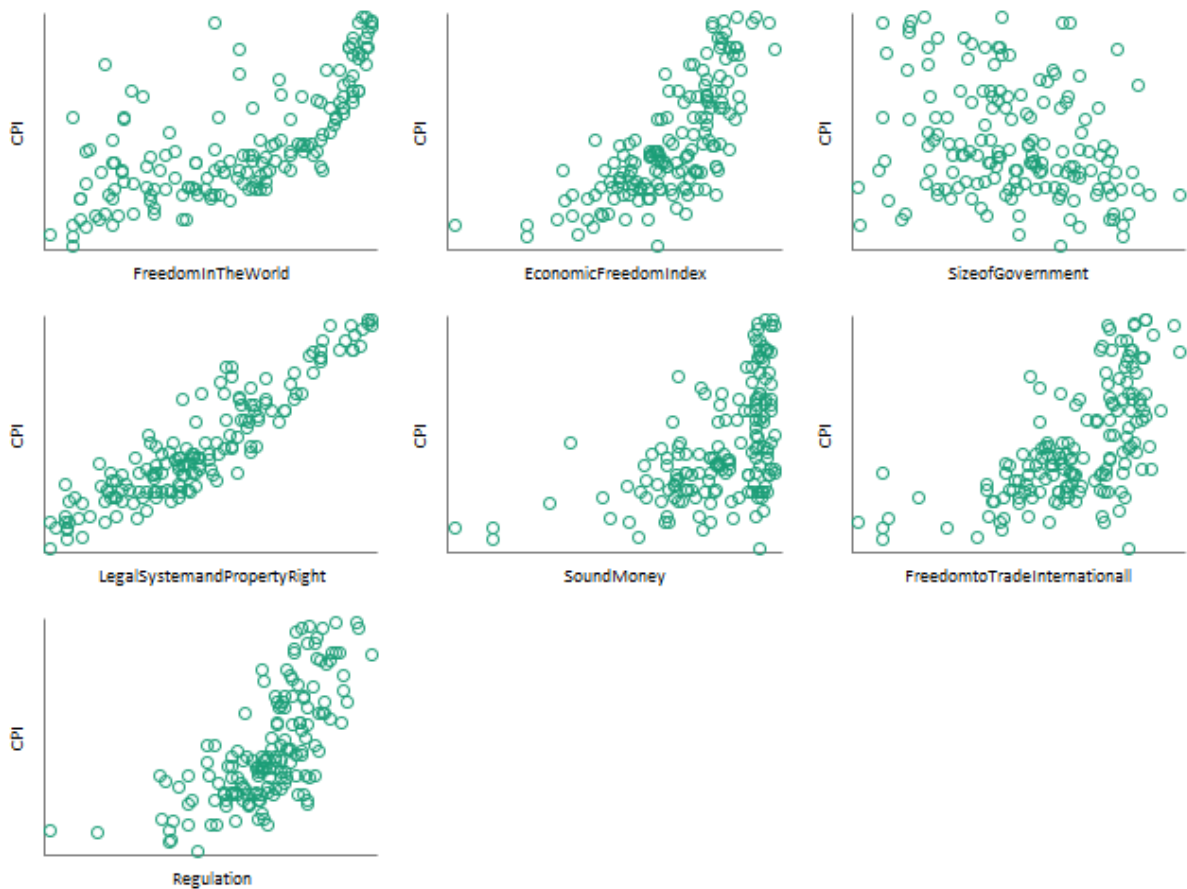 CPI
FreedomInTheWorld
CPI
EconomicFreedomIndex
CPI
SizeofGovernment
CPI
LegalSystemandPropertyRight
CPI
SoundMoney
CPI
FreedomtoTradeInternationall
CPI
Regulation